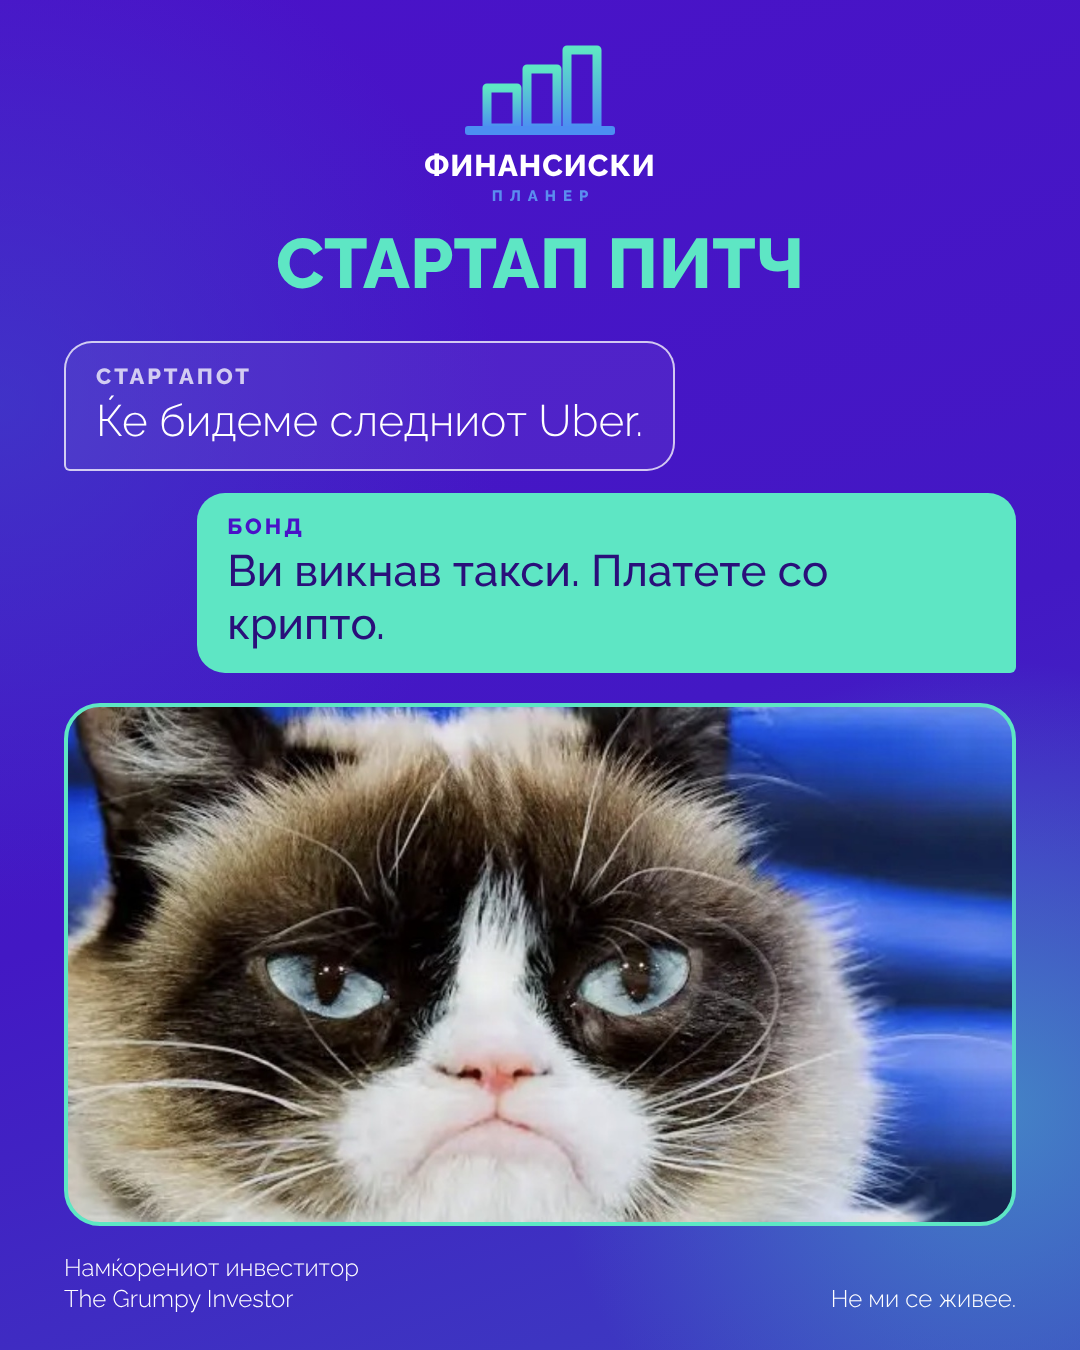 ФИНАНСИСКИ
ПЛАНЕР
СТАРТАП ПИТЧ
СТАРТАПОТ
Ќе бидеме следниот Uber.
БОНД
Ви викнав такси. Платете со
крипто.
Намќорениот инвеститор
The Grumpy Investor
Не ми се живее.